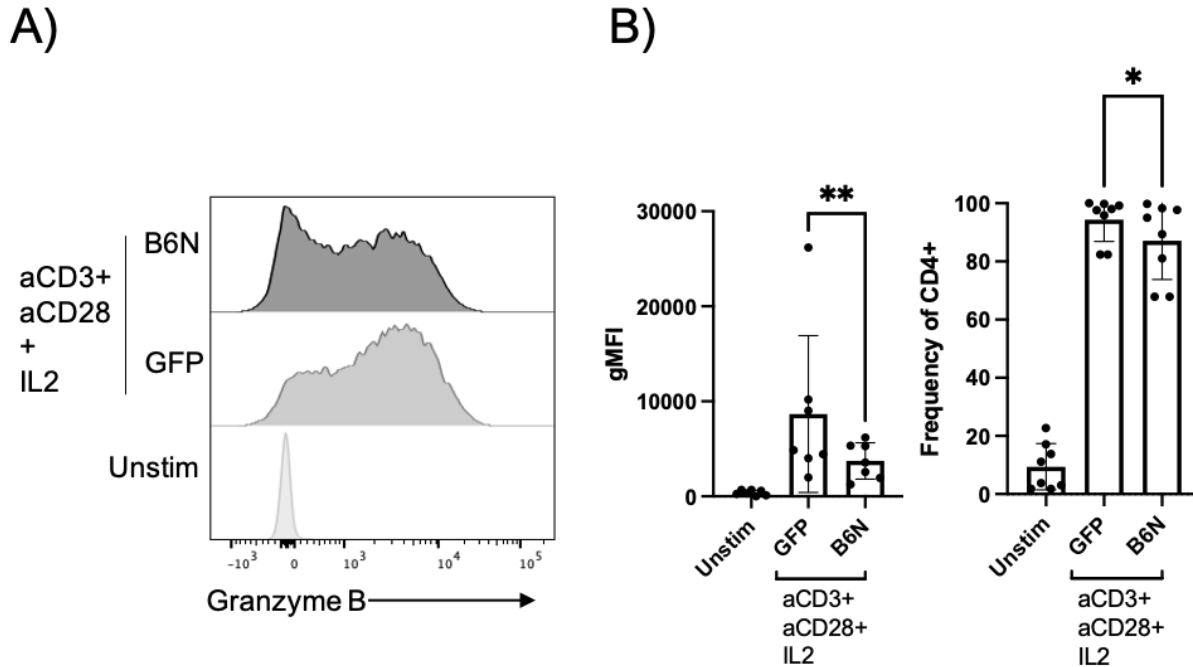 A)
B6N
aCD3+
aCD28
+
IL2
GFP
Unstim
-10³ 0 10³ 10⁴ 10⁵
Granzyme B
B)
**
30000
20000
10000
0
gMFI
Unstim
GFP
B6N
aCD3+
aCD28+
IL2
*
100
80
60
40
20
0
Frequency of CD4+
Unstim
GFP
B6N
aCD3+
aCD28+
IL2